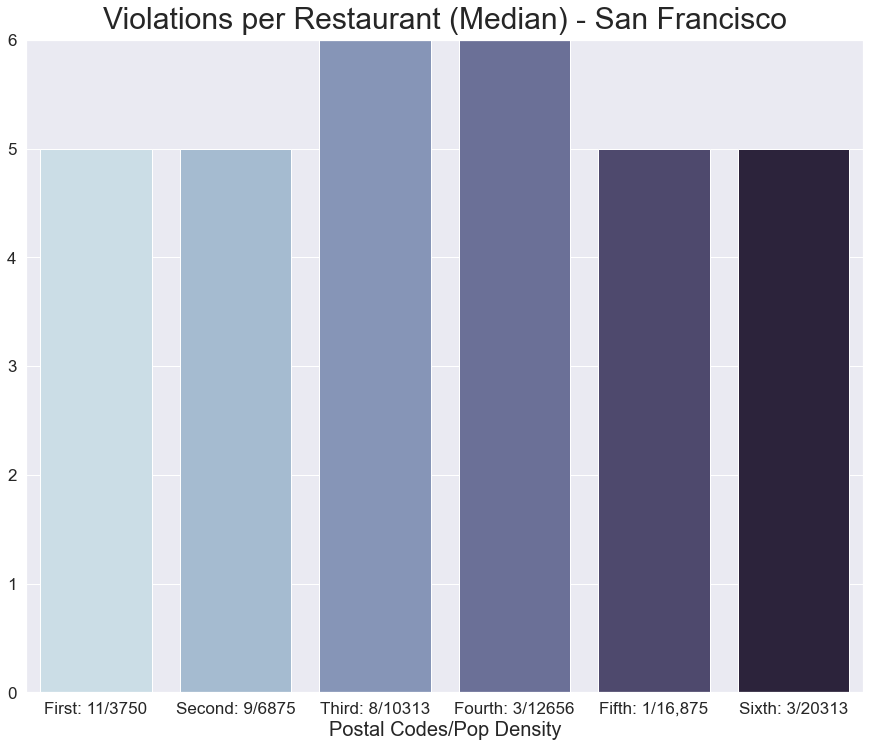 Violations per Restaurant (Median) - San Francisco
6
5
4
3
2
1
0
First: 11/3750 Second: 9/6875 Third: 8/10313 Fourth: 3/12656 Fifth: 1/16,875 Sixth: 3/20313
Postal Codes/Pop Density